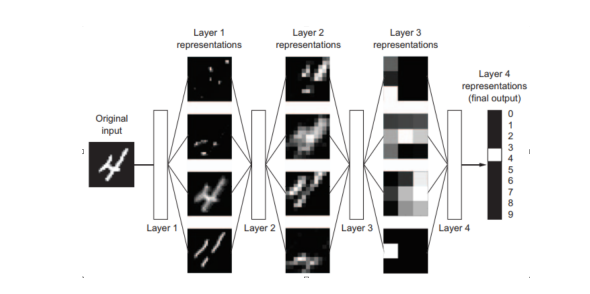 Layer 1
representations
Layer 2
representations
Layer 3
representations
Layer 4
representations
(final output)
Original
input
0
1
2
3
4
5
6
7
8
9
Layer 1
Layer 2
Layer 3
Layer 4